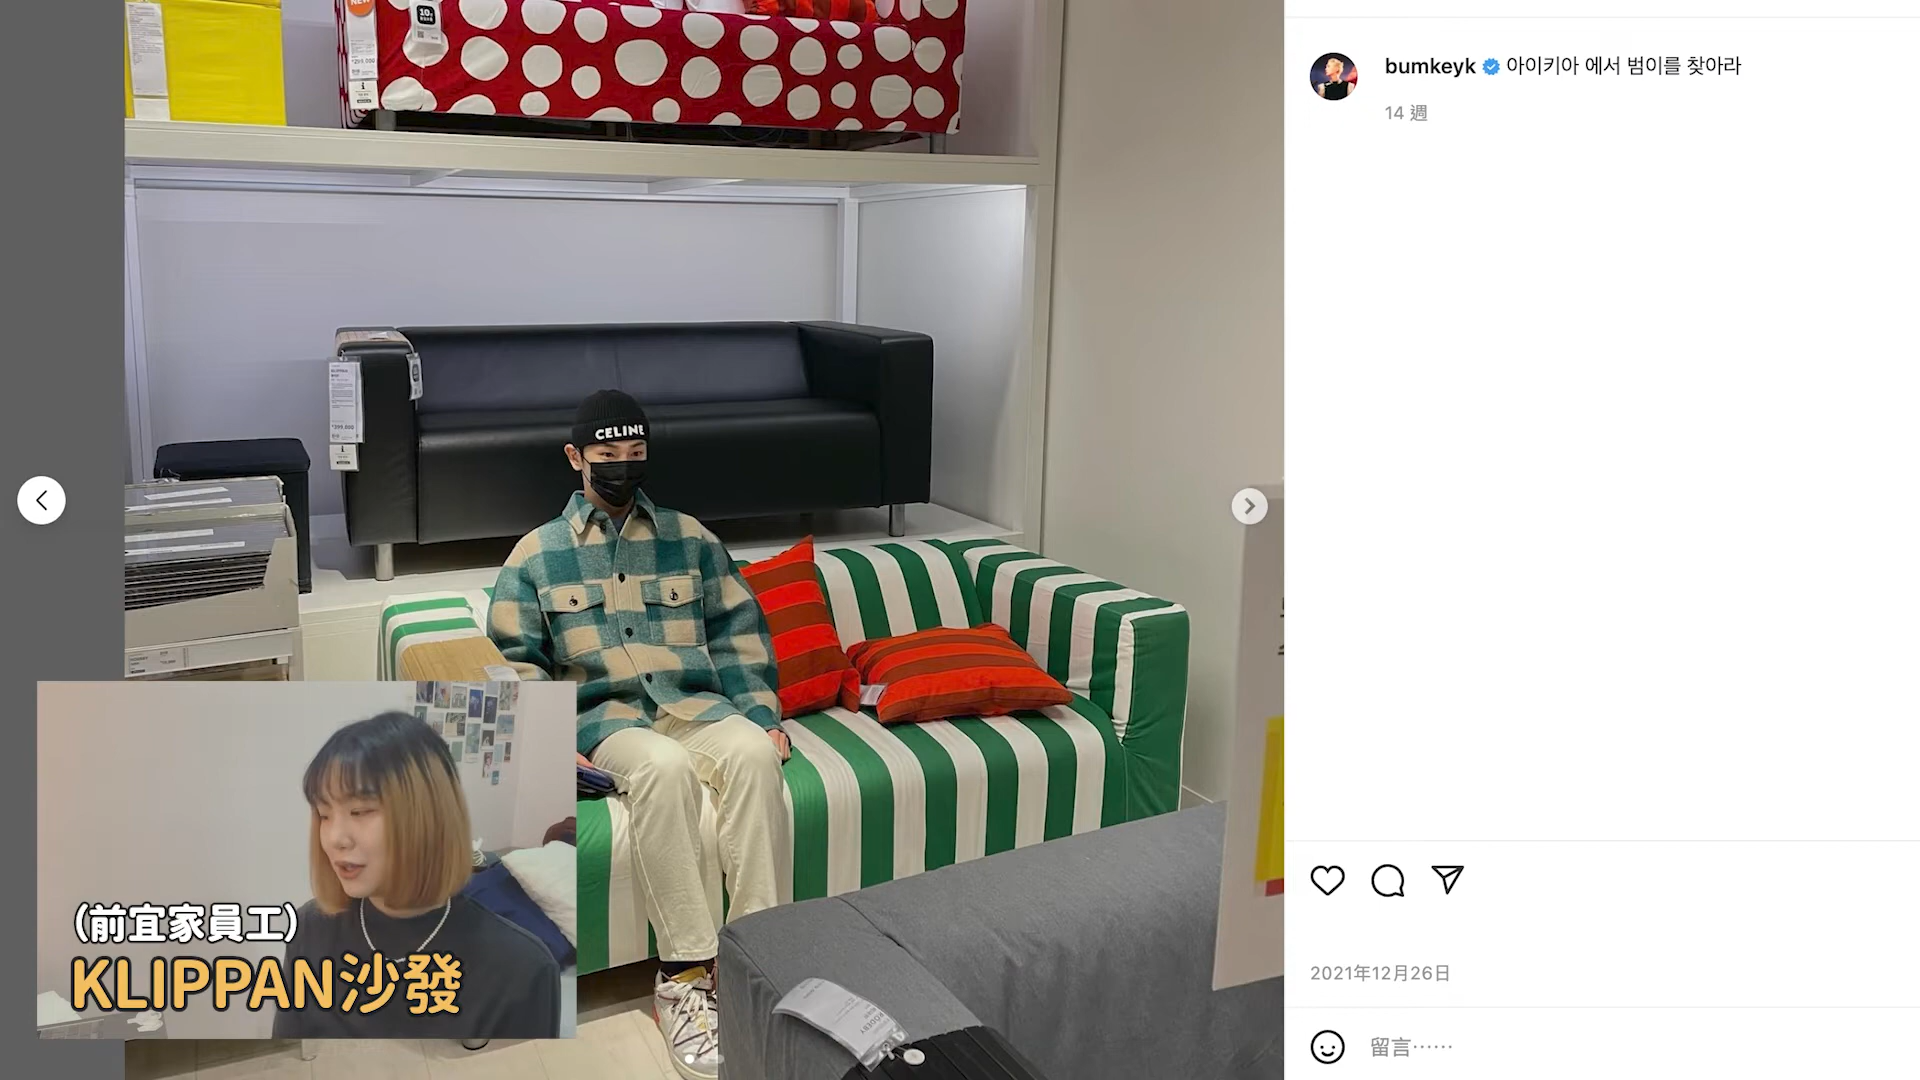 NEW
10
bumkeyk 아이키아 에서 범이를 찾아라
14 週
CELINE
(前宜家員工)
KLIPPAN沙發
2021年12月26日
留言……